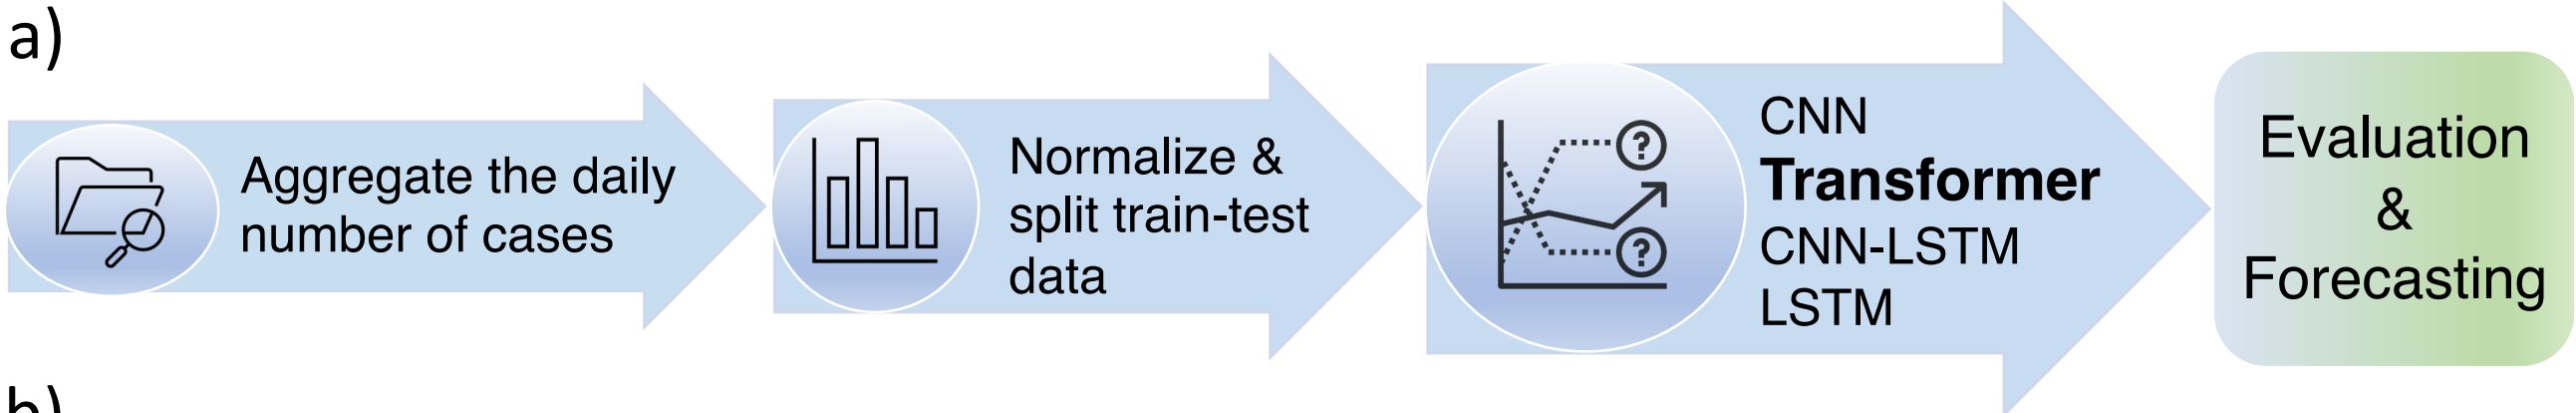 a)
Aggregate the daily
number of cases
Normalize &
split train-test
data
?
?
CNN
Transformer
CNN-LSTM
LSTM
Evaluation
&
Forecasting
b)